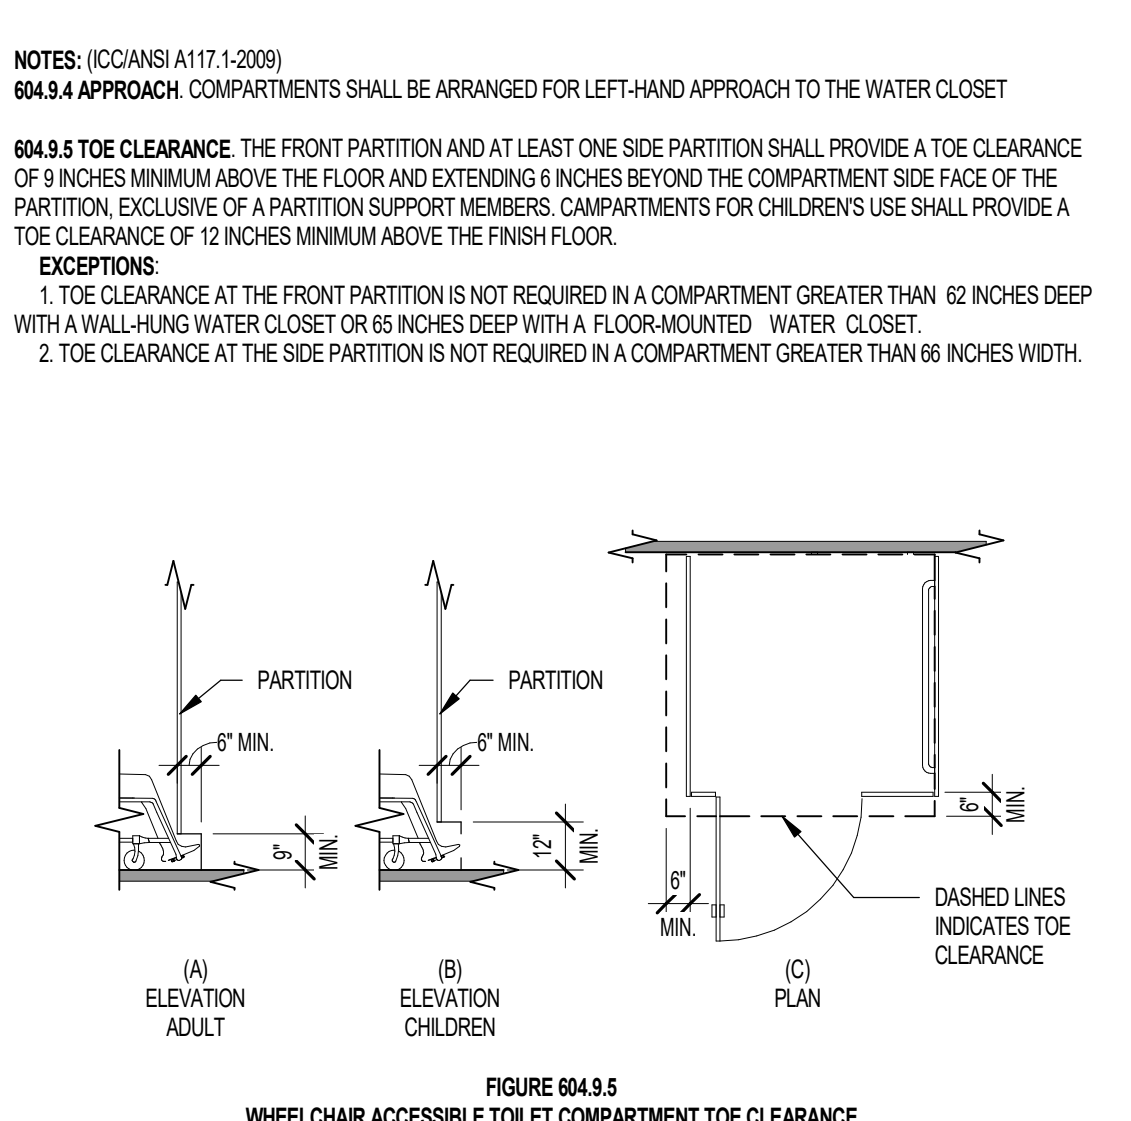 NOTES: (ICC/ANSI A117.1-2009)
604.9.4 APPROACH. COMPARTMENTS SHALL BE ARRANGED FOR LEFT-HAND APPROACH TO THE WATER CLOSET
604.9.5 TOE CLEARANCE. THE FRONT PARTITION AND AT LEAST ONE SIDE PARTITION SHALL PROVIDE A TOE CLEARANCE
OF 9 INCHES MINIMUM ABOVE THE FLOOR AND EXTENDING 6 INCHES BEYOND THE COMPARTMENT SIDE FACE OF THE
PARTITION, EXCLUSIVE OF A PARTITION SUPPORT MEMBERS. CAMPARTMENTS FOR CHILDREN'S USE SHALL PROVIDE A
TOE CLEARANCE OF 12 INCHES MINIMUM ABOVE THE FINISH FLOOR.
EXCEPTIONS:
1. TOE CLEARANCE AT THE FRONT PARTITION IS NOT REQUIRED IN A COMPARTMENT GREATER THAN 62 INCHES DEEP
WITH A WALL-HUNG WATER CLOSET OR 65 INCHES DEEP WITH A FLOOR-MOUNTED WATER CLOSET.
2. TOE CLEARANCE AT THE SIDE PARTITION IS NOT REQUIRED IN A COMPARTMENT GREATER THAN 66 INCHES WIDTH.
PARTITION
6" MIN.
9"
MIN.
(A)
ELEVATION
ADULT
PARTITION
6" MIN.
12"
MIN.
(B)
ELEVATION
CHILDREN
6"
MIN.
6"
MIN.
DASHED LINES
INDICATES TOE
CLEARANCE
(C)
PLAN
FIGURE 604.9.5
WHEELCHAIR ACCESSIBLE TOILET COMPARTMENT TOE CLEARANCE